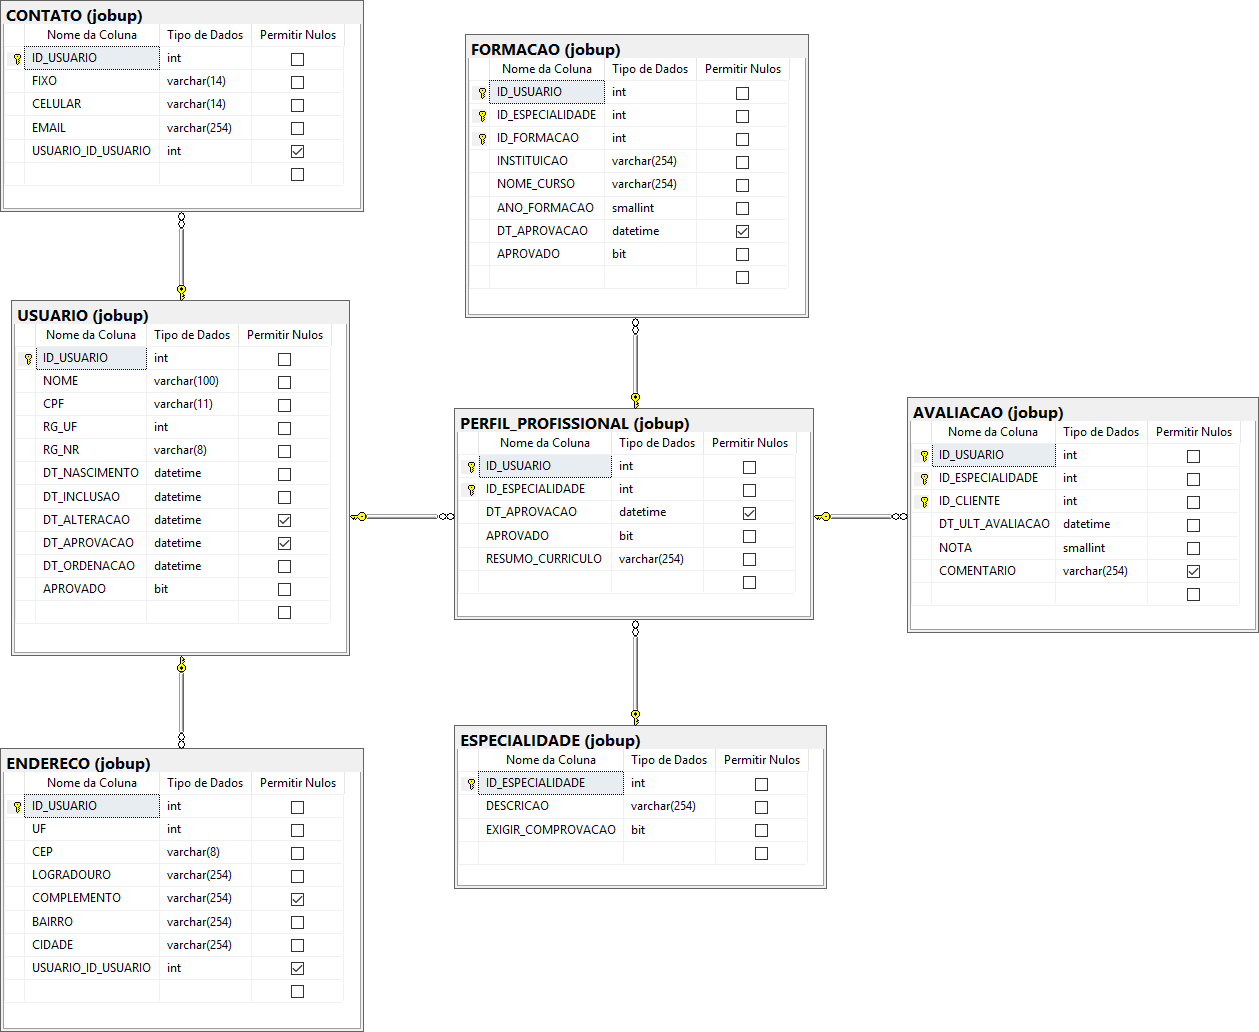 CONTATO (jobup)
Nome da Coluna Tipo de Dados Permitir Nulos
ID_USUARIO int
FIXO varchar(14)
CELULAR varchar(14)
EMAIL varchar(254)
USUARIO_ID_USUARIO int
FORMACAO (jobup)
Nome da Coluna Tipo de Dados Permitir Nulos
ID_USUARIO int
ID_ESPECIALIDADE int
ID_FORMACAO int
INSTITUICAO varchar(254)
NOME_CURSO varchar(254)
ANO_FORMACAO smallint
DT_APROVACAO datetime
APROVADO bit
USUARIO (jobup)
Nome da Coluna Tipo de Dados Permitir Nulos
ID_USUARIO int
NOME varchar(100)
CPF varchar(11)
RG_UF int
RG_NR varchar(8)
DT_NASCIMENTO datetime
DT_INCLUSAO datetime
DT_ALTERACAO datetime
DT_APROVACAO datetime
DT_ORDENACAO datetime
APROVADO bit
PERFIL_PROFISSIONAL (jobup)
Nome da Coluna Tipo de Dados Permitir Nulos
ID_USUARIO int
ID_ESPECIALIDADE int
DT_APROVACAO datetime
APROVADO bit
RESUMO_CURRICULO varchar(254)
AVALIACAO (jobup)
Nome da Coluna Tipo de Dados Permitir Nulos
ID_USUARIO int
ID_ESPECIALIDADE int
ID_CLIENTE int
DT_ULT_AVALIACAO datetime
NOTA smallint
COMENTARIO varchar(254)
ENDERECO (jobup)
Nome da Coluna Tipo de Dados Permitir Nulos
ID_USUARIO int
UF int
CEP varchar(8)
LOGRADOURO varchar(254)
COMPLEMENTO varchar(254)
BAIRRO varchar(254)
CIDADE varchar(254)
USUARIO_ID_USUARIO int
ESPECIALIDADE (jobup)
Nome da Coluna Tipo de Dados Permitir Nulos
ID_ESPECIALIDADE int
DESCRICAO varchar(254)
EXIGIR_COMPROVACAO bit